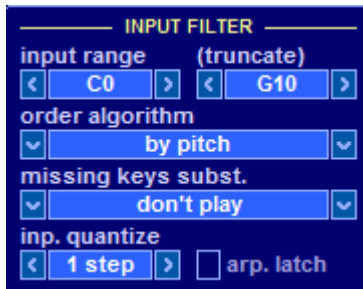 INPUT FILTER
input range (truncate)
C0 G10
order algorithm
by pitch
missing keys subst.
don't play
inp. quantize
1 step arp. latch